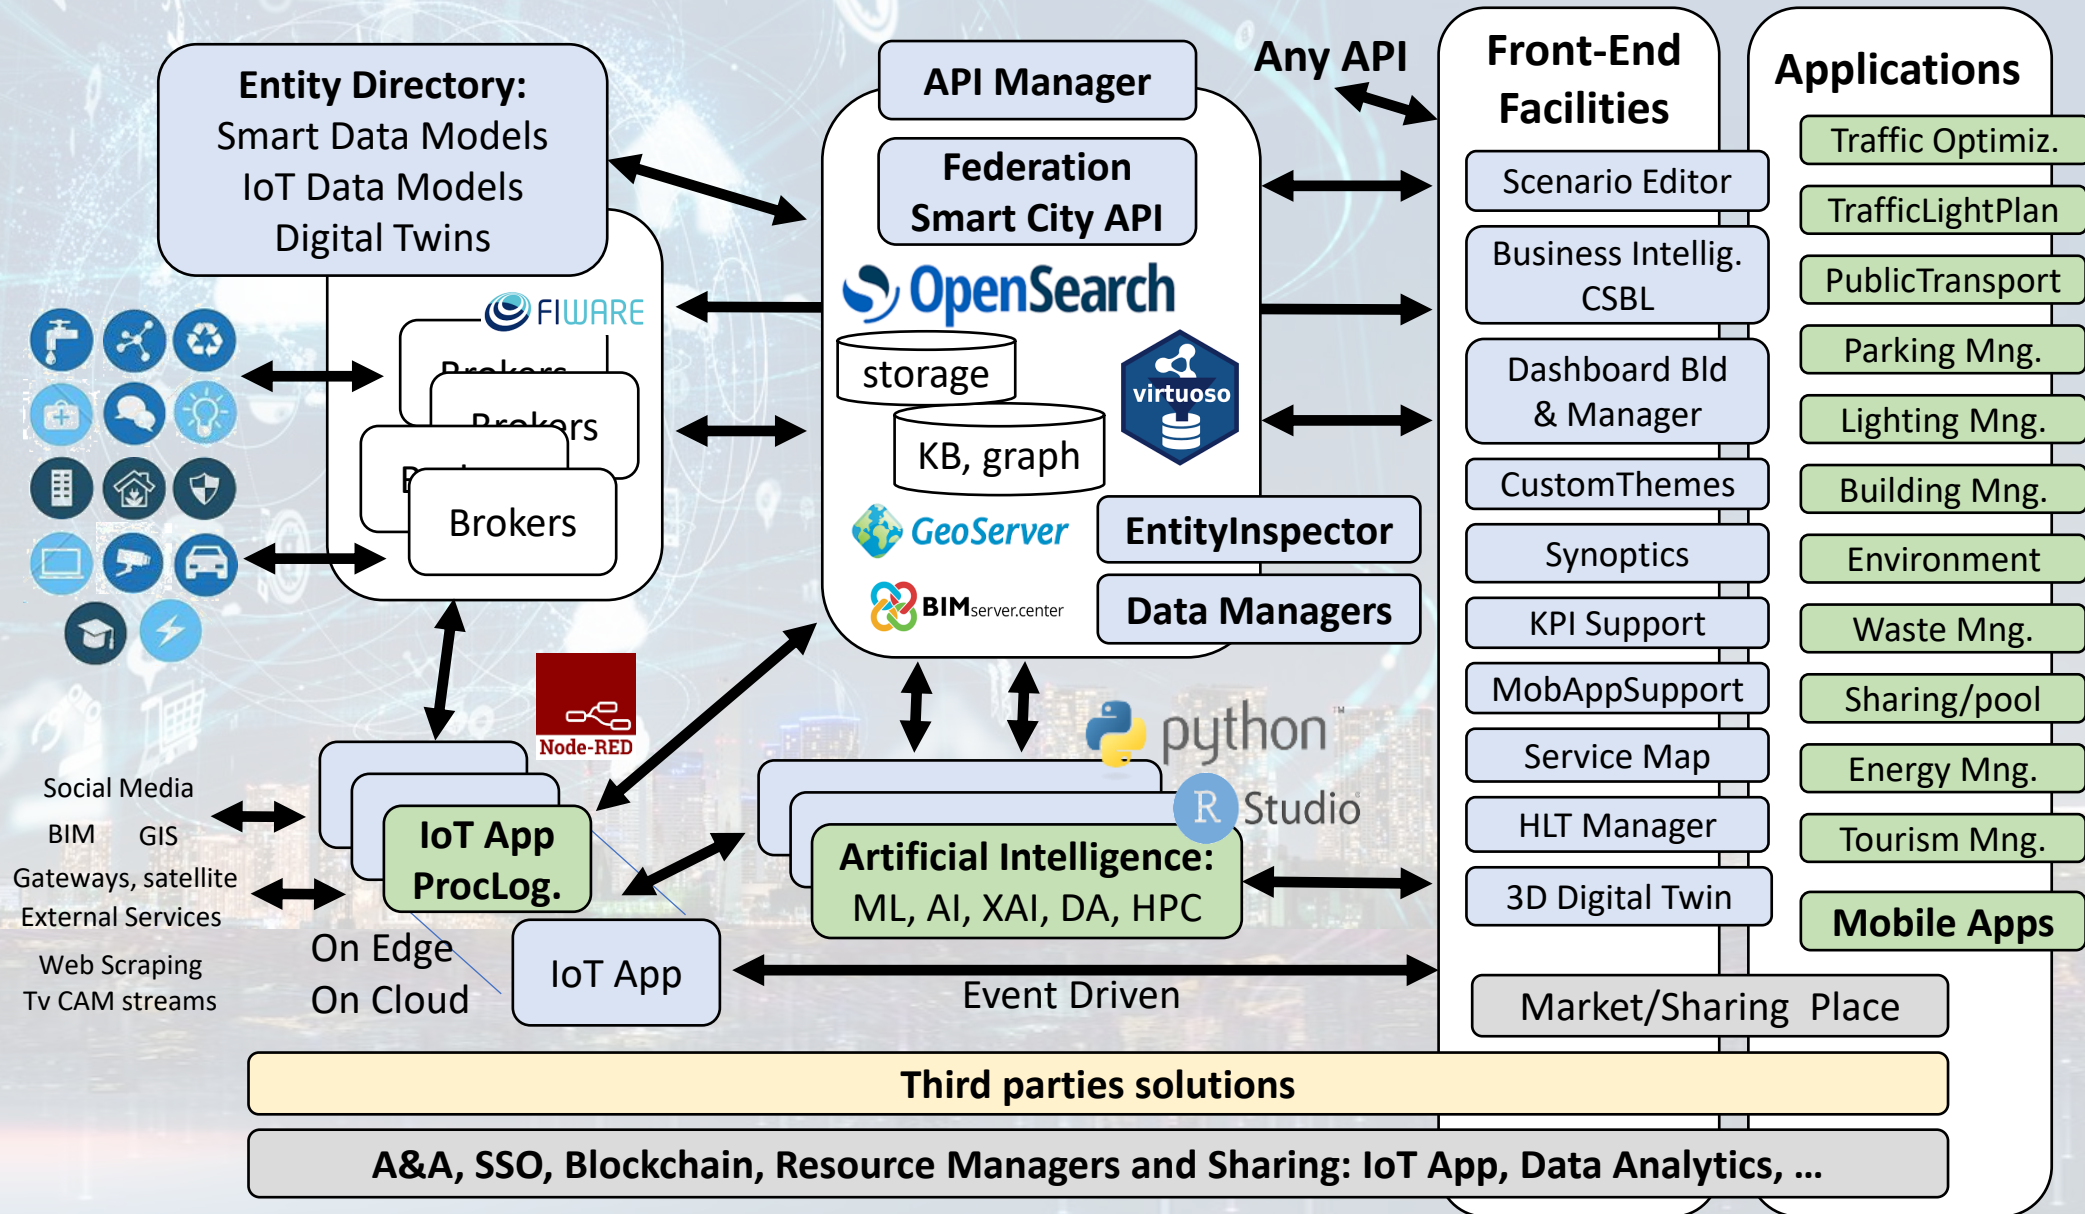 Entity Directory:
Smart Data Models
IoT Data Models
Digital Twins
FIWARE
Brokers
Brokers
Brokers
API Manager
Federation
Smart City API
OpenSearch
storage
virtuoso
KB, graph
GeoServer
EntityInspector
BIMserver.center
Data Managers
Any API
Node-RED
Social Media
BIM GIS
Gateways, satellite
External Services
Web Scraping
Tv CAM streams
IoT App
ProcLog.
On Edge
On Cloud
IoT App
python™
R Studio
Artificial Intelligence:
ML, AI, XAI, DA, HPC
Event Driven
Front-End
Facilities
Scenario Editor
Business Intellig.
CSBL
Dashboard Bld
& Manager
CustomThemes
Synoptics
KPI Support
MobAppSupport
Service Map
HLT Manager
3D Digital Twin
Applications
Traffic Optimiz.
TrafficLightPlan
PublicTransport
Parking Mng.
Lighting Mng.
Building Mng.
Environment
Waste Mng.
Sharing/pool
Energy Mng.
Tourism Mng.
Mobile Apps
Market/Sharing Place
Third parties solutions
A&A, SSO, Blockchain, Resource Managers and Sharing: IoT App, Data Analytics, ...